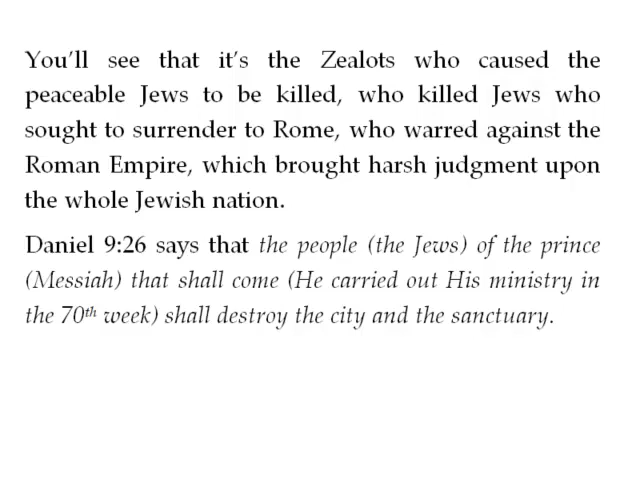 You'll see that it's the Zealots who caused the
peaceable Jews to be killed, who killed Jews who
sought to surrender to Rome, who warred against the
Roman Empire, which brought harsh judgment upon
the whole Jewish nation.
Daniel 9:26 says that the people (the Jews) of the prince
(Messiah) that shall come (He carried out His ministry in
the 70th week) shall destroy the city and the sanctuary.